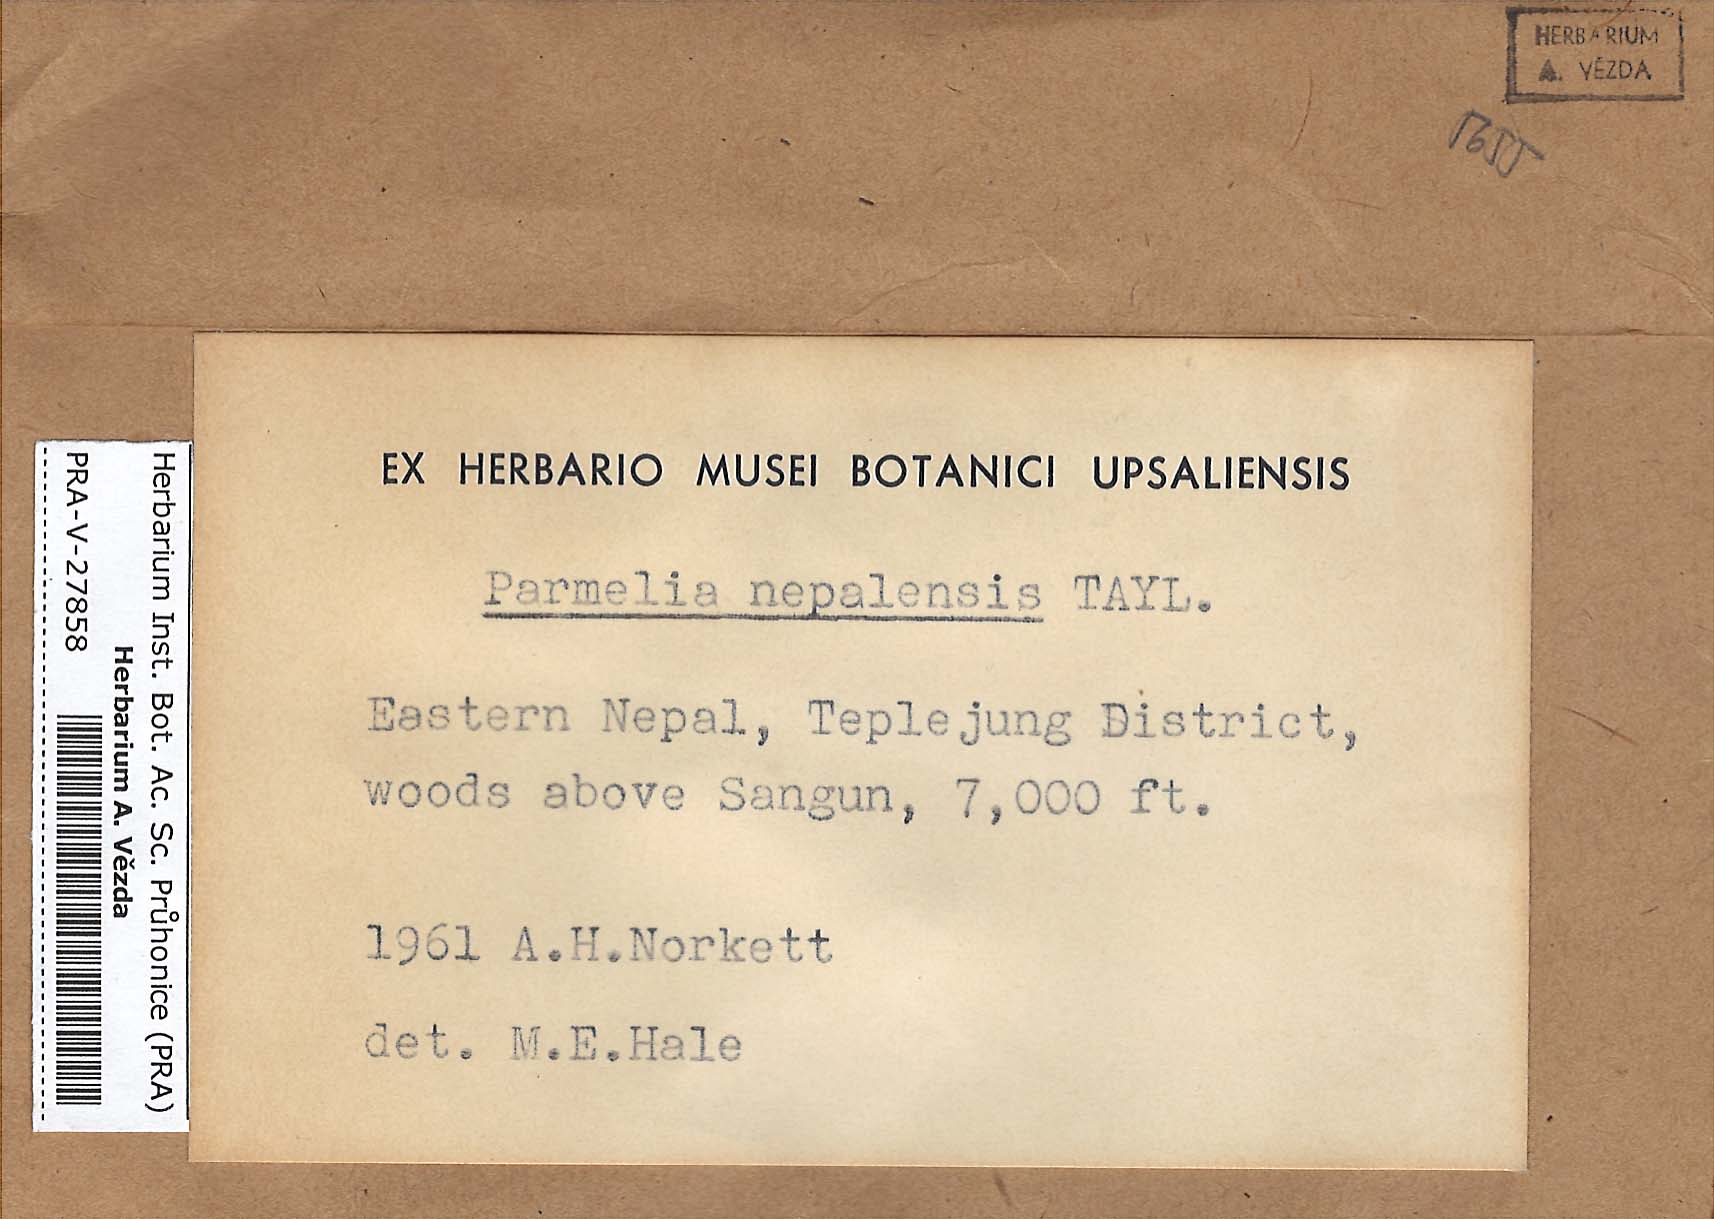 HERBARIUM
A. VĚZDA
EX HERBARIO MUSEI BOTANICI UPSALIENSIS
Parmelia nepalensis TAYL.
Eastern Nepal, Teplejung District,
woods above Sangun, 7,000 ft.
1961 A.H.Norkett
det. M.E.Hale
Herbarium Inst. Bot. Ac. Sc. Průhonice (PRA)
Herbarium A. Vězda
PRA-V-27858